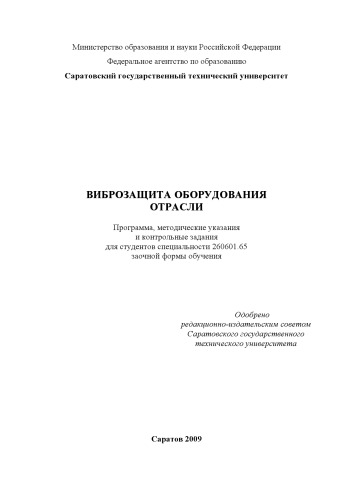 Министерство образования и науки Российской Федерации
Федеральное агентство по образованию
Саратовский государственный технический университет
ВИБРОЗАЩИТА ОБОРУДОВАНИЯ
ОТРАСЛИ
Программа, методические указания
и контрольные задания
для студентов специальности 260601.65
заочной формы обучения
Одобрено
редакционно-издательским советом
Саратовского государственного
технического университета
Саратов 2009